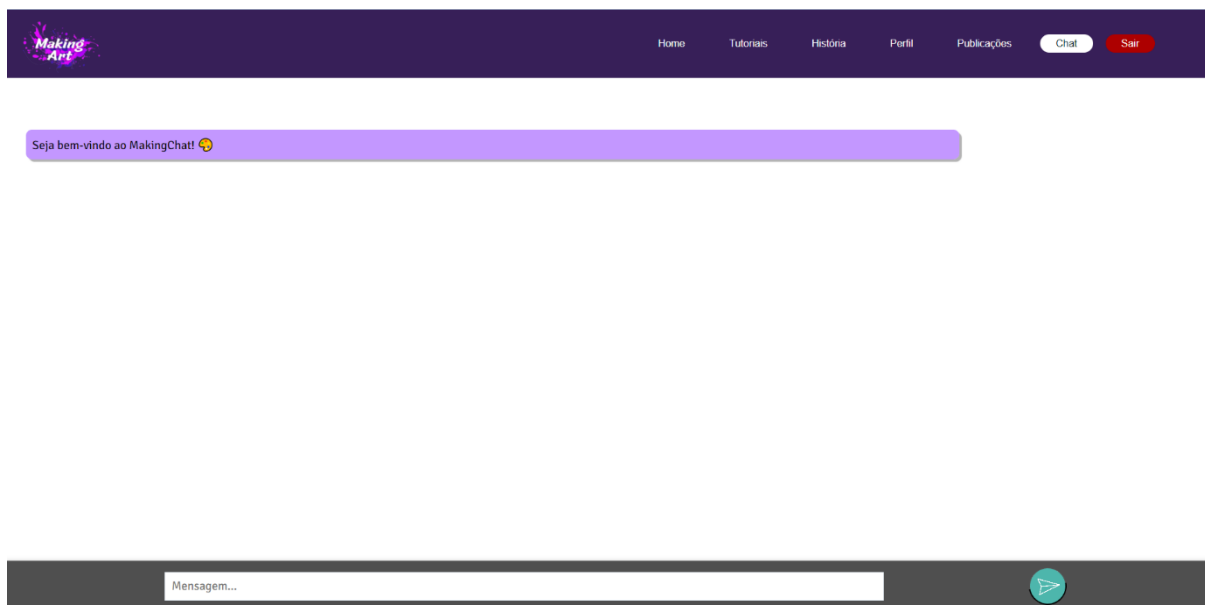 Making
Art
Home Tutoriais História Perfil Publicações Chat Sair
Seja bem-vindo ao MakingChat! 🎨
Mensagem...